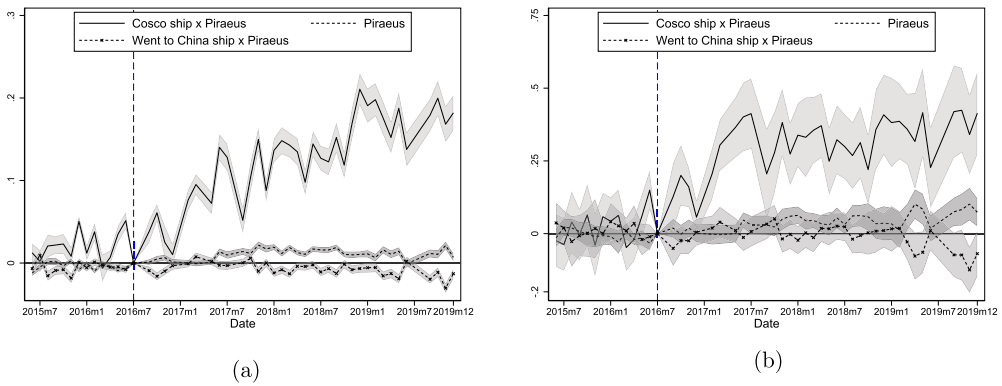 Cosco ship x Piraeus
Piraeus
Went to China ship x Piraeus
.3
.2
.1
0
2015m7 2016m1 2016m7 2017m1 2017m7 2018m1 2018m7 2019m1 2019m7 2019m12
Date
(a)
Cosco ship x Piraeus
Piraeus
Went to China ship x Piraeus
.75
.5
.25
0
-.2
2015m7 2016m1 2016m7 2017m1 2017m7 2018m1 2018m7 2019m1 2019m7 2019m12
Date
(b)